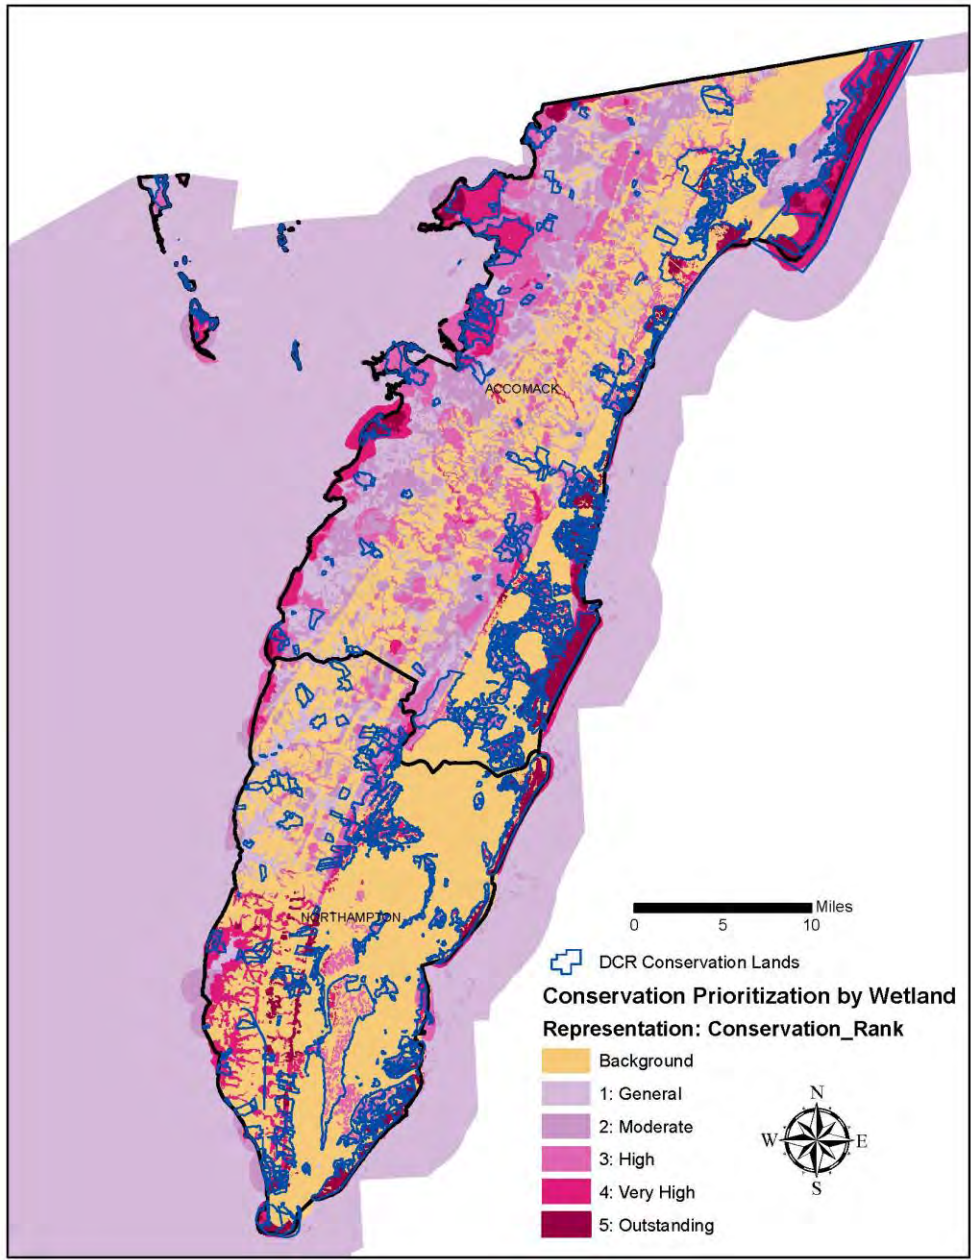 ACCOMACK
NORTHAMPTON
Miles
0 5 10
DCR Conservation Lands
Conservation Prioritization by Wetland
Representation: Conservation_Rank
Background
1: General
2: Moderate
3: High
4: Very High
5: Outstanding
N
W E
S